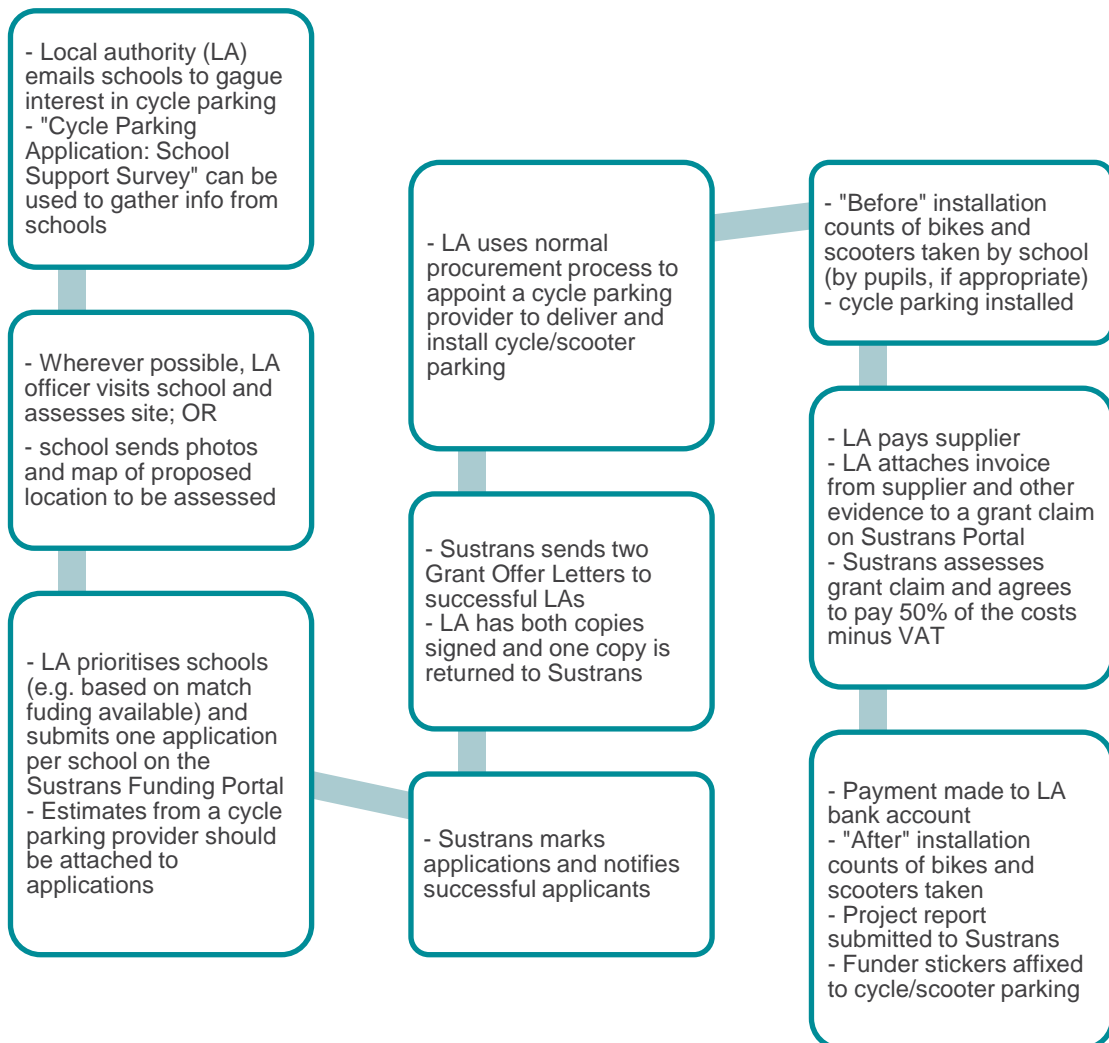 - Local authority (LA)
emails schools to gague
interest in cycle parking
- "Cycle Parking
Application: School
Support Survey" can be
used to gather info from
schools
- Wherever possible, LA
officer visits school and
assesses site; OR
- school sends photos
and map of proposed
location to be assessed
- LA prioritises schools
(e.g. based on match
fuding available) and
submits one application
per school on the
Sustrans Funding Portal
- Estimates from a cycle
parking provider should
be attached to
applications
- Sustrans marks
applications and notifies
successful applicants
- Sustrans sends two
Grant Offer Letters to
successful LAs
- LA has both copies
signed and one copy is
returned to Sustrans
- LA uses normal
procurement process to
appoint a cycle parking
provider to deliver and
install cycle/scooter
parking
- "Before" installation
counts of bikes and
scooters taken by school
(by pupils, if appropriate)
- cycle parking installed
- LA pays supplier
- LA attaches invoice
from supplier and other
evidence to a grant claim
on Sustrans Portal
- Sustrans assesses
grant claim and agrees
to pay 50% of the costs
minus VAT
- Payment made to LA
bank account
- "After" installation
counts of bikes and
scooters taken
- Project report
submitted to Sustrans
- Funder stickers affixed
to cycle/scooter parking